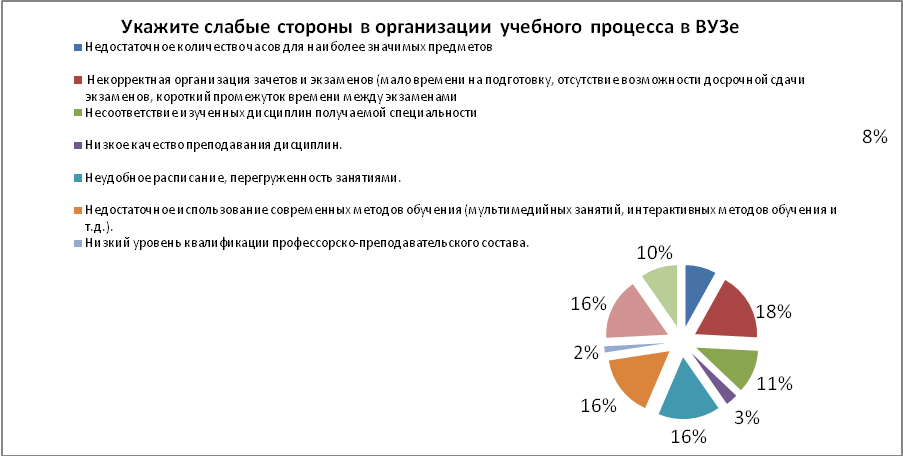 Укажите слабые стороны в организации учебного процесса в ВУЗе
Недостаточное количество часов для наиболее значимых предметов
Некорректная организация зачетов и экзаменов (мало времени на подготовку, отсутствие возможности досрочной сдачи
экзаменов, короткий промежуток времени между экзаменами
Несоответствие изученных дисциплин получаемой специальности
8%
Низкое качество преподавания дисциплин.
Неудобное расписание, перегруженность занятиями.
Недостаточное использование современных методов обучения (мультимедийных занятий, интерактивных методов обучения и
т.д.).
Низкий уровень квалификации профессорско-преподавательского состава.
10%
16%
18%
2%
11%
16%
3%
16%